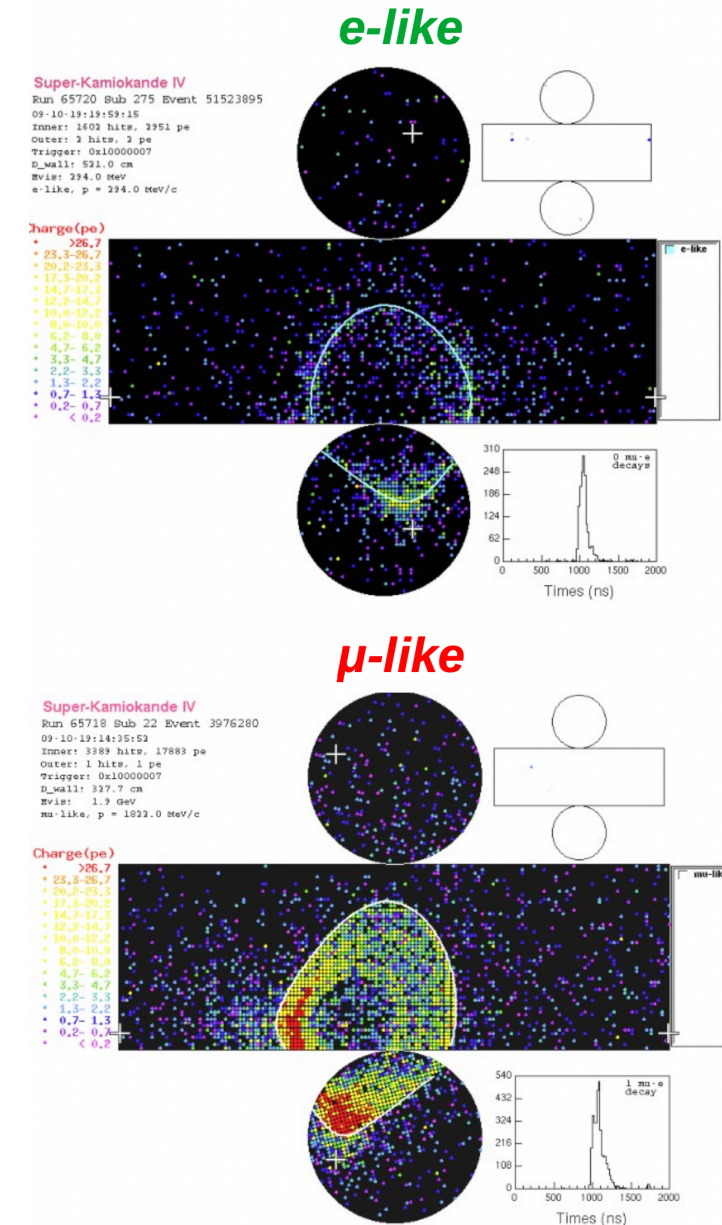 e-like
Super-Kamiokande IV
Run 65720 Sub 275 Event 51523895
09-10-19:19:59:15
Inner: 1602 hits, 2951 pe
Outer: 2 hits, 2 pe
Trigger: 0x10000007
D_wall: 521.0 cm
Evis: 294.0 MeV
e-like, p = 294.0 MeV/c
Charge(pe)
>26.7
23.3-26.7
20.2-23.3
17.3-20.2
14.7-17.3
12.2-14.7
10.0-12.2
8.0-10.0
6.2- 8.0
4.7- 6.2
3.3- 4.7
2.2- 3.3
1.3- 2.2
0.7- 1.3
0.2- 0.7
< 0.2
e-like
0 mu-e
decays
310
248
186
124
62
0
0 500 1000 1500 2000
Times (ns)
μ-like
Super-Kamiokande IV
Run 65718 Sub 22 Event 3976280
09-10-19:14:35:52
Inner: 3389 hits, 17883 pe
Outer: 1 hits, 1 pe
Trigger: 0x10000007
D_wall: 327.7 cm
Evis: 1.9 GeV
mu-like, p = 1822.0 MeV/c
Charge(pe)
>26.7
23.3-26.7
20.2-23.3
17.3-20.2
14.7-17.3
12.2-14.7
10.0-12.2
8.0-10.0
6.2- 8.0
4.7- 6.2
3.3- 4.7
2.2- 3.3
1.3- 2.2
0.7- 1.3
0.2- 0.7
< 0.2
mu-lik
1 mu-e
decay
540
432
324
216
108
0
0 500 1000 1500 2000
Times (ns)